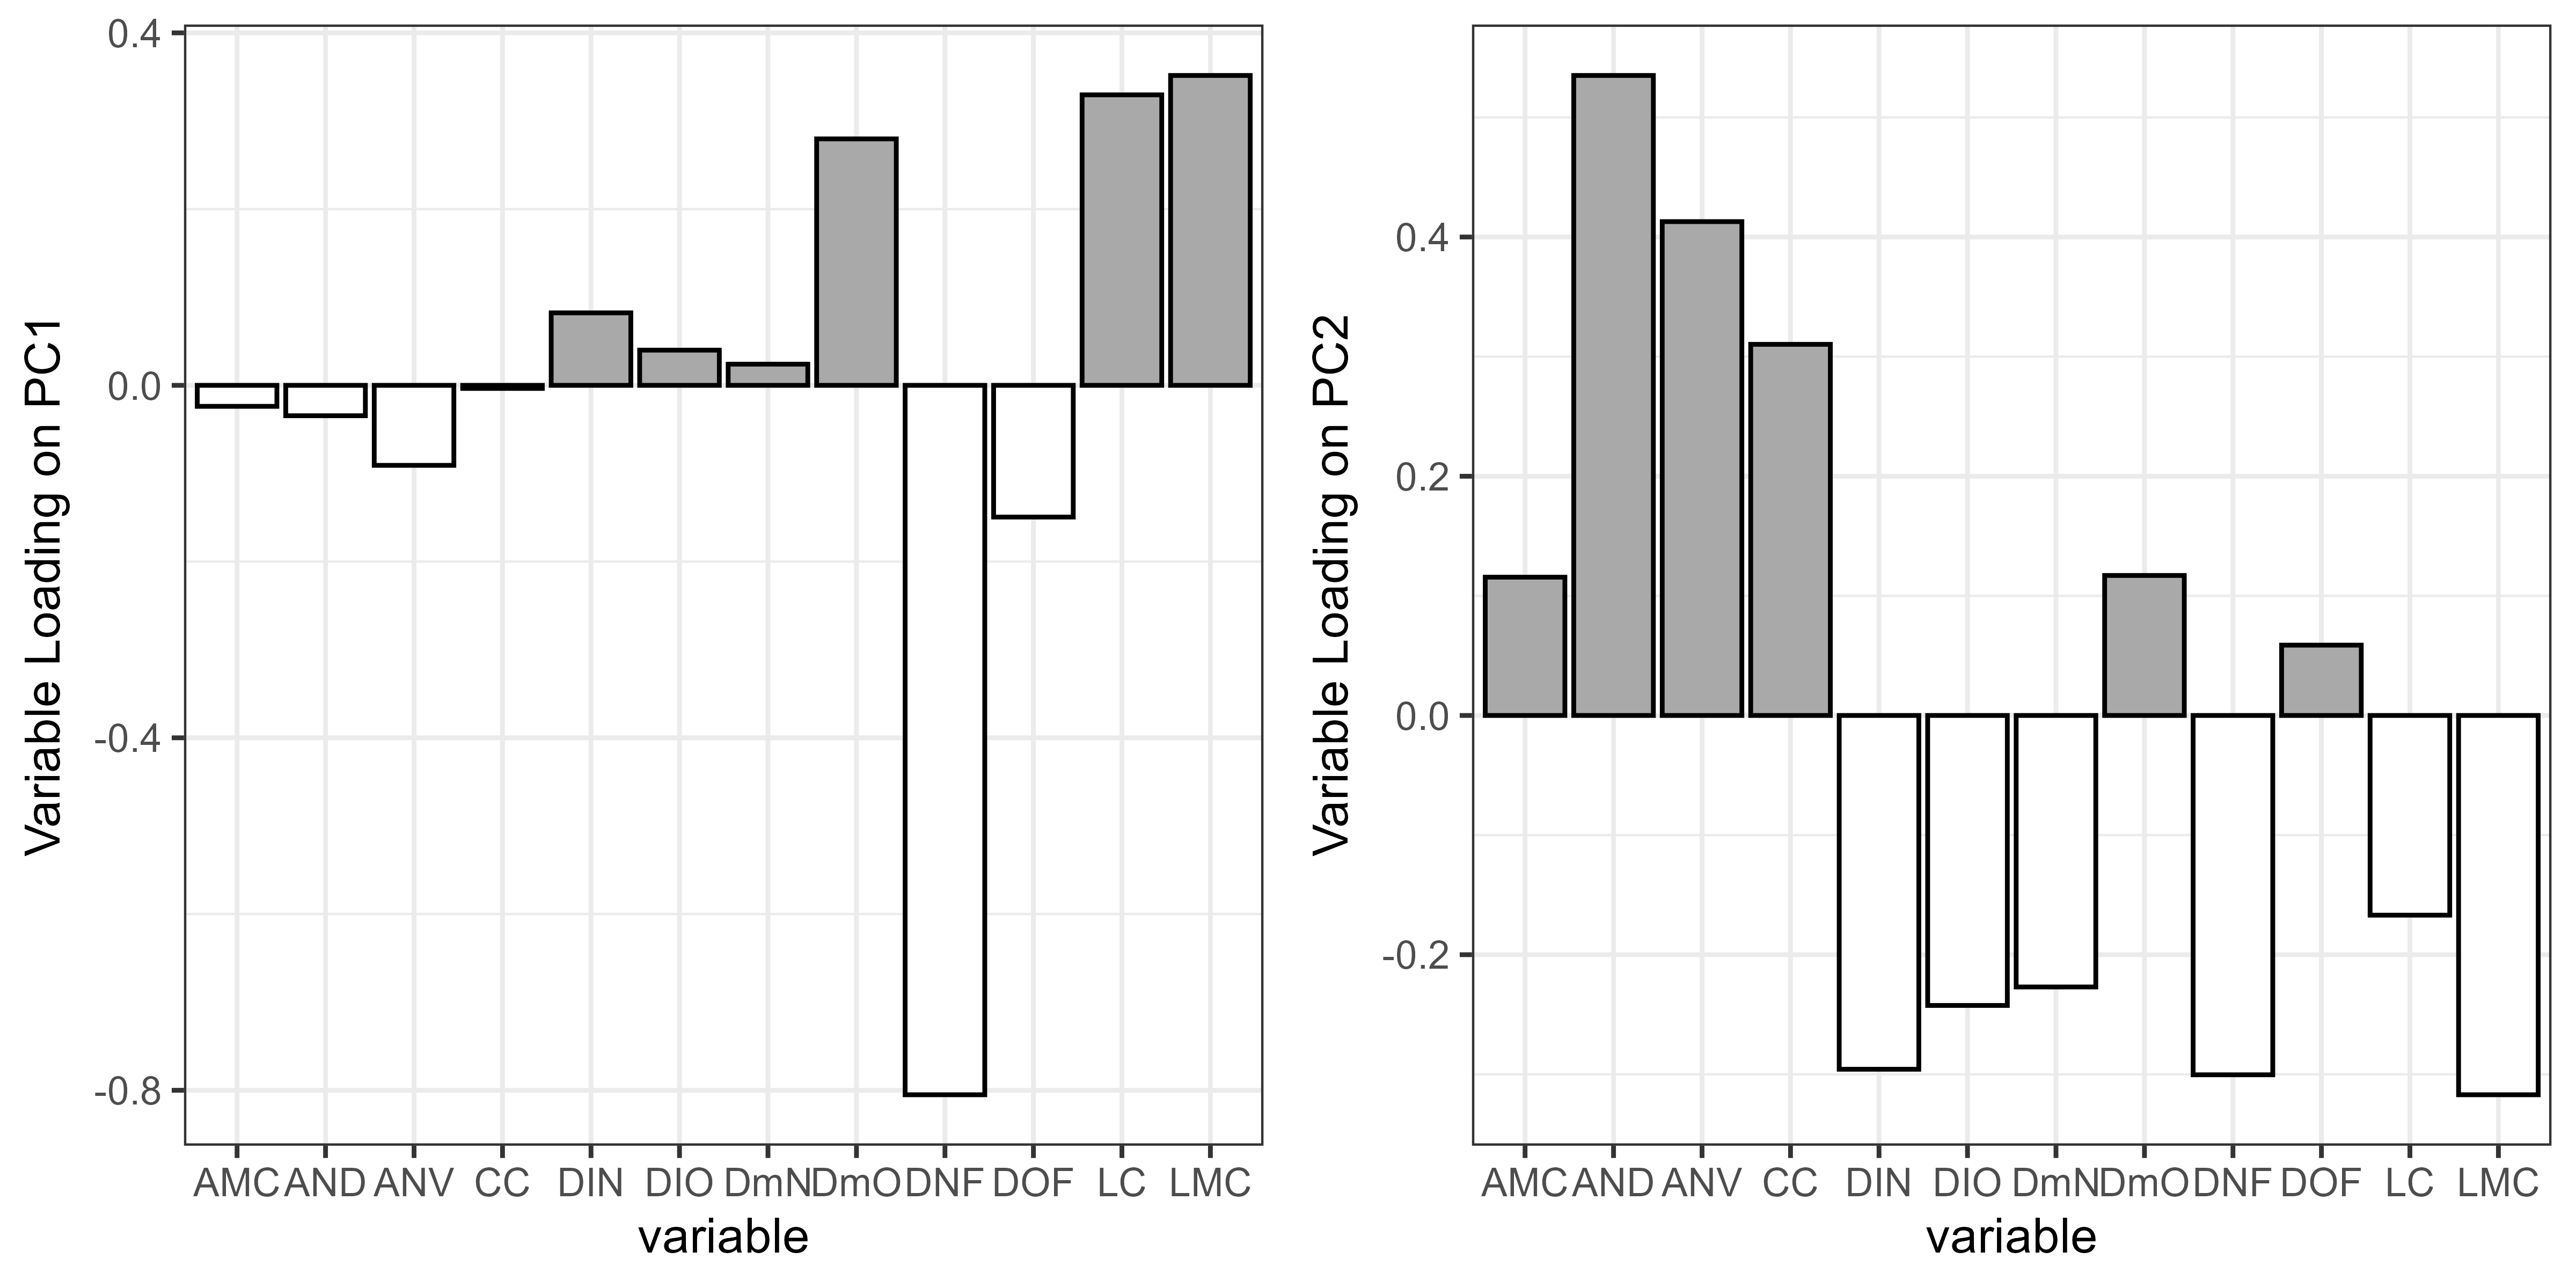 Variable Loading on PC1
0.4
0.0
-0.4
-0.8
AMC AND ANV CC DIN DIO DmN DmO DNF DOF LC LMC
variable
Variable Loading on PC2
0.4
0.2
0.0
-0.2
AMC AND ANV CC DIN DIO DmN DmO DNF DOF LC LMC
variable